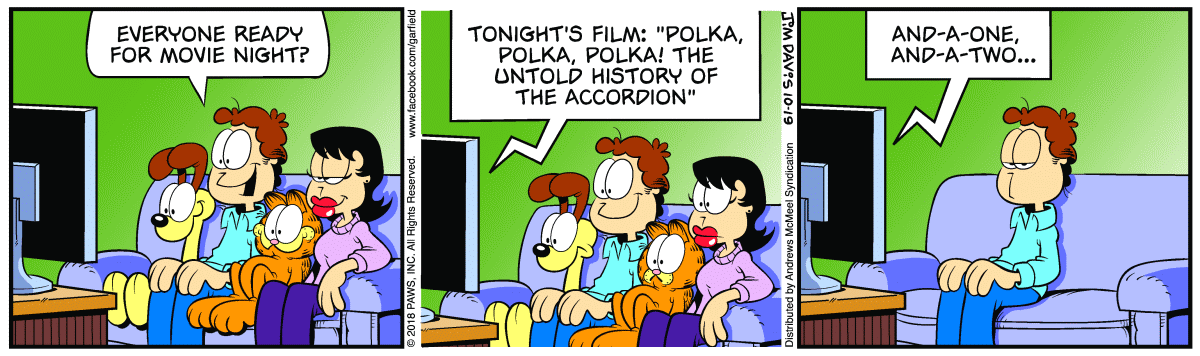 EVERYONE READY
FOR MOVIE NIGHT?
© 2018 PAWS, INC. All Rights Reserved. www.facebook.com/garfield
TONIGHT'S FILM: "POLKA,
POLKA, POLKA! THE
UNTOLD HISTORY OF
THE ACCORDION"
JIM DAVIS 10-19
Distributed by Andrews McMeel Syndication
AND-A-ONE,
AND-A-TWO...